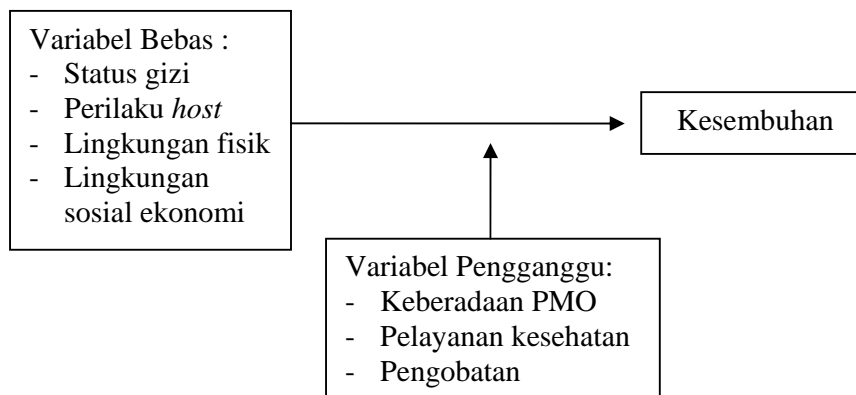 Variabel Bebas :
- Status gizi
- Perilaku host
- Lingkungan fisik
- Lingkungan
sosial ekonomi
Kesembuhan
Variabel Pengganggu:
- Keberadaan PMO
- Pelayanan kesehatan
- Pengobatan